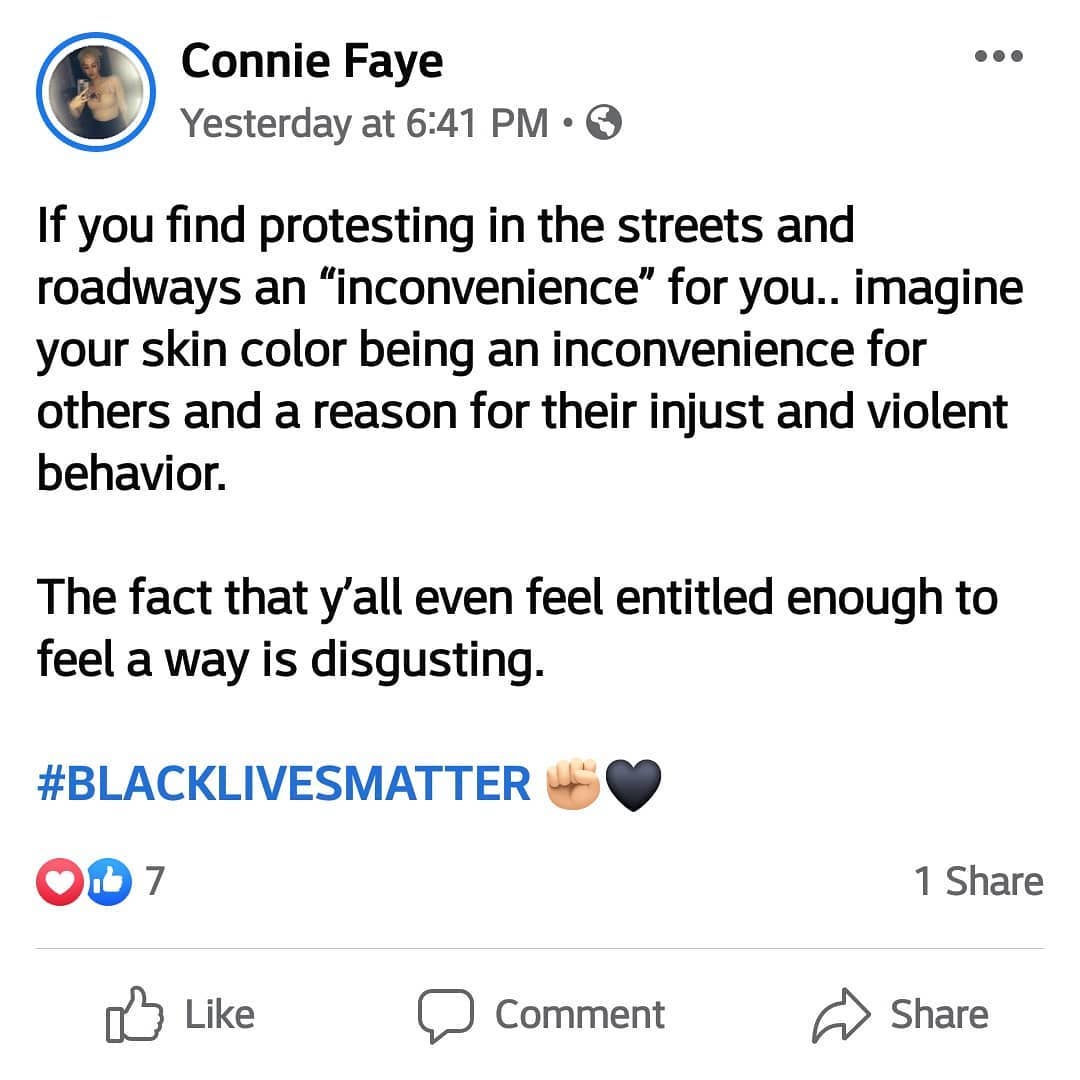 Connie Faye
Yesterday at 6:41 PM •
If you find protesting in the streets and
roadways an “inconvenience” for you.. imagine
your skin color being an inconvenience for
others and a reason for their injust and violent
behavior.
The fact that y’all even feel entitled enough to
feel a way is disgusting.
#BLACKLIVESMATTER ✊🏼🖤
7
1 Share
Like
Comment
Share